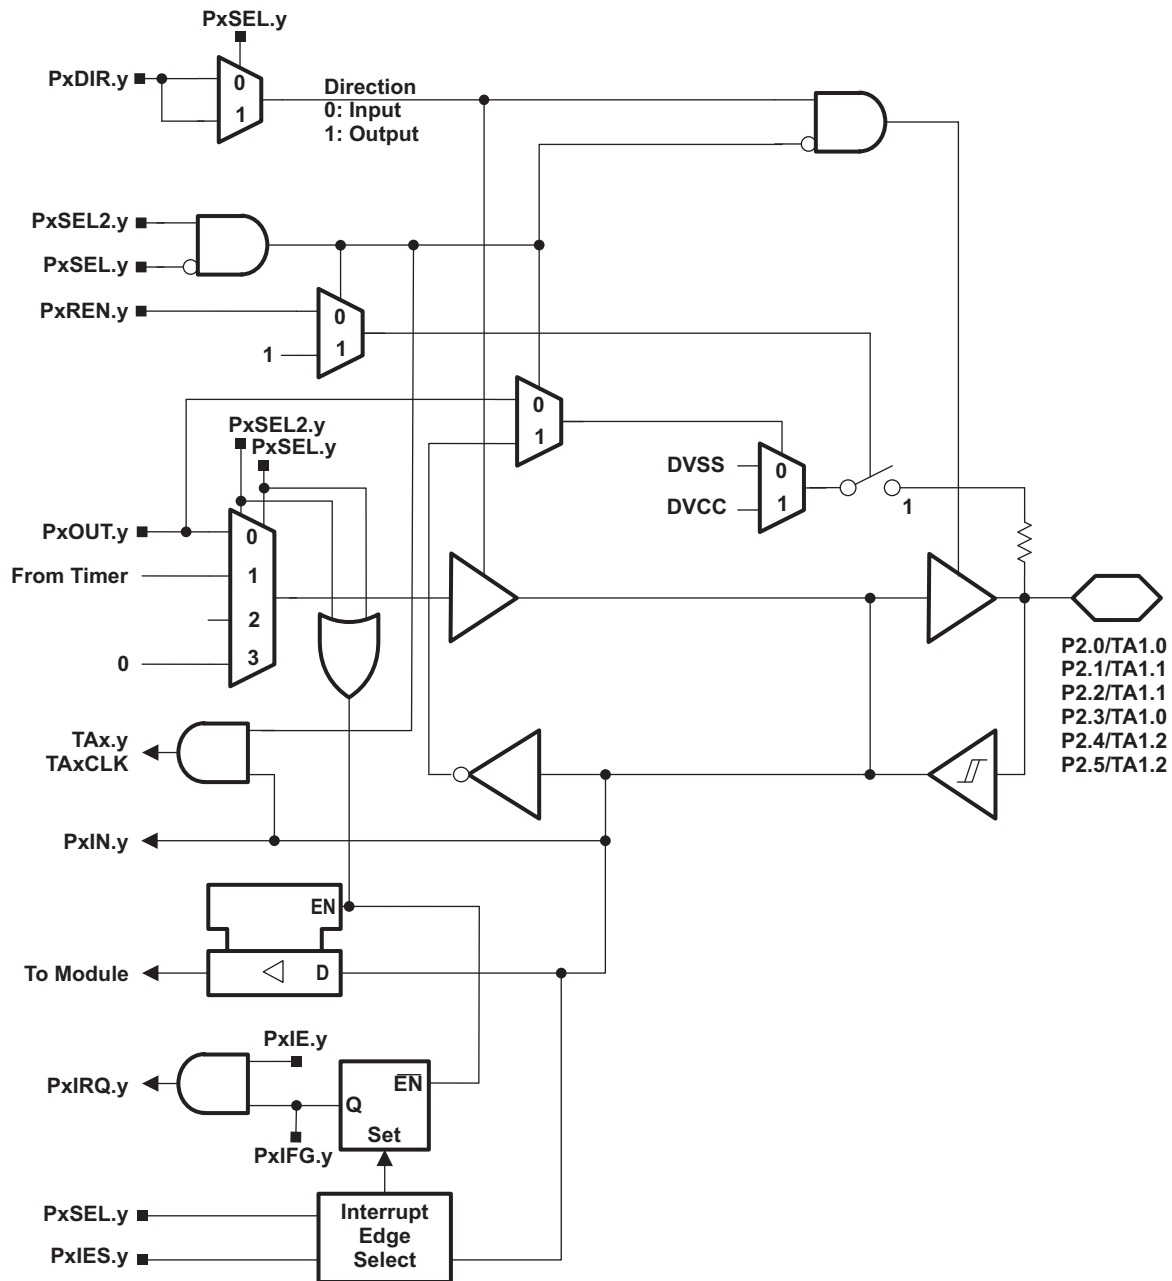 PxSEL.y
PxDIR.y
0
1
Direction
0: Input
1: Output
PxSEL2.y
PxSEL.y
PxREN.y
0
1
1
0
1
PxSEL2.y
PxSEL.y
DVSS
DVCC
0
1
1
PxOUT.y
From Timer
0
0
1
2
3
P2.0/TA1.0
P2.1/TA1.1
P2.2/TA1.1
P2.3/TA1.0
P2.4/TA1.2
P2.5/TA1.2
TAx.y
TAxCLK
PxIN.y
EN
To Module
D
PxIE.y
PxIRQ.y
EN
Q
Set
PxIFG.y
PxSEL.y
PxIES.y
Interrupt
Edge
Select